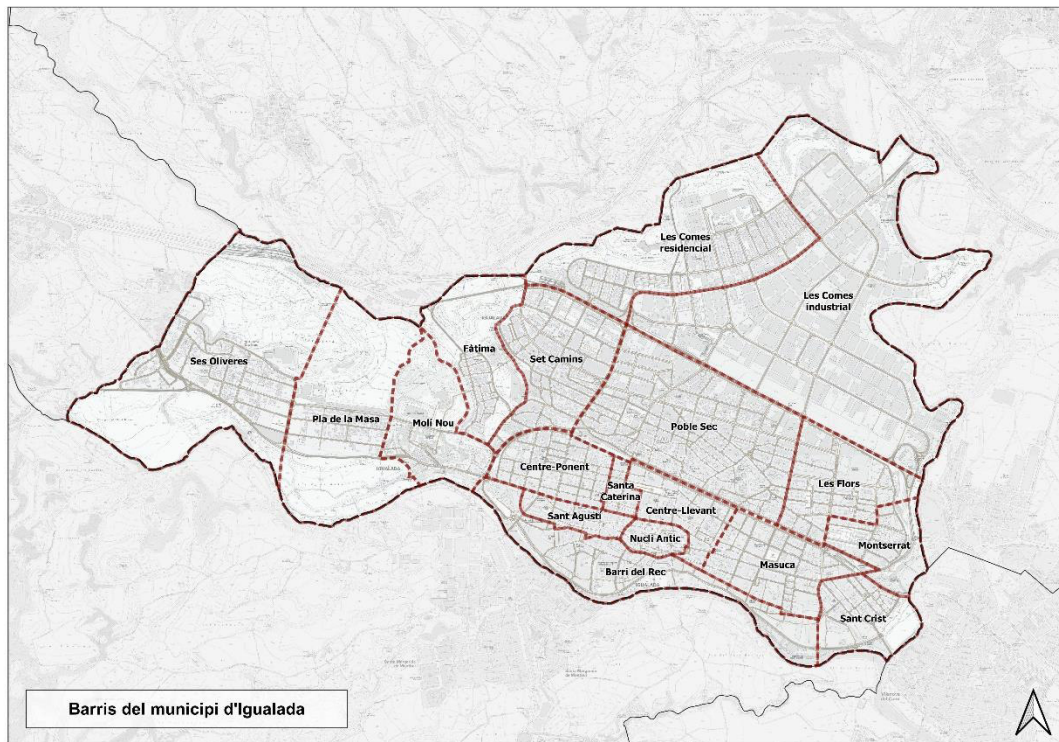 Les Comes
residencial
Les Comes
industrial
Fàtima
Ses Oliveres
Set Camins
Pla de la Masa
Molí Nou
Poble Sec
Centre-Ponent
Santa
Caterina
Les Flors
Sant Agustí
Centre-Llevant
Nucli Antic
Montserrat
Masuca
Barri del Rec
Sant Crist
Barris del municipi d'Igualada